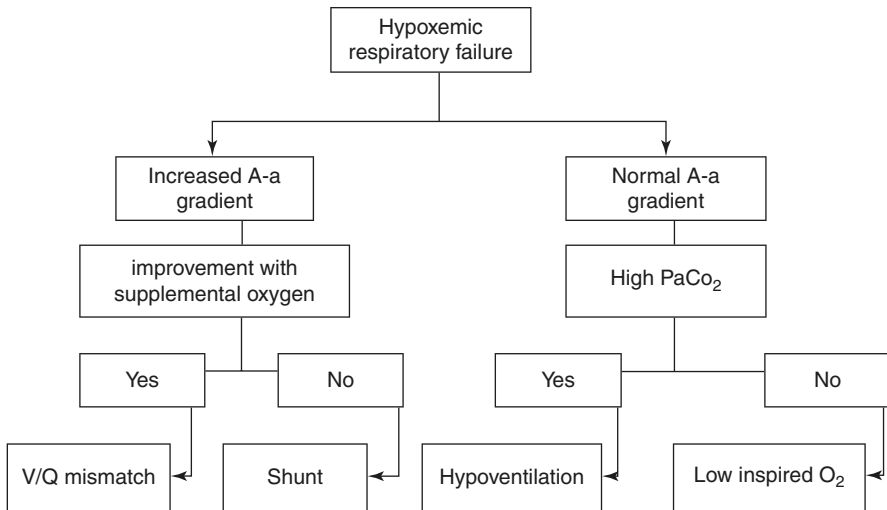 Hypoxemic
respiratory failure
Increased A-a
gradient
Normal A-a
gradient
improvement with
supplemental oxygen
High PaCo₂
Yes
No
Yes
No
V/Q mismatch
Shunt
Hypoventilation
Low inspired O₂